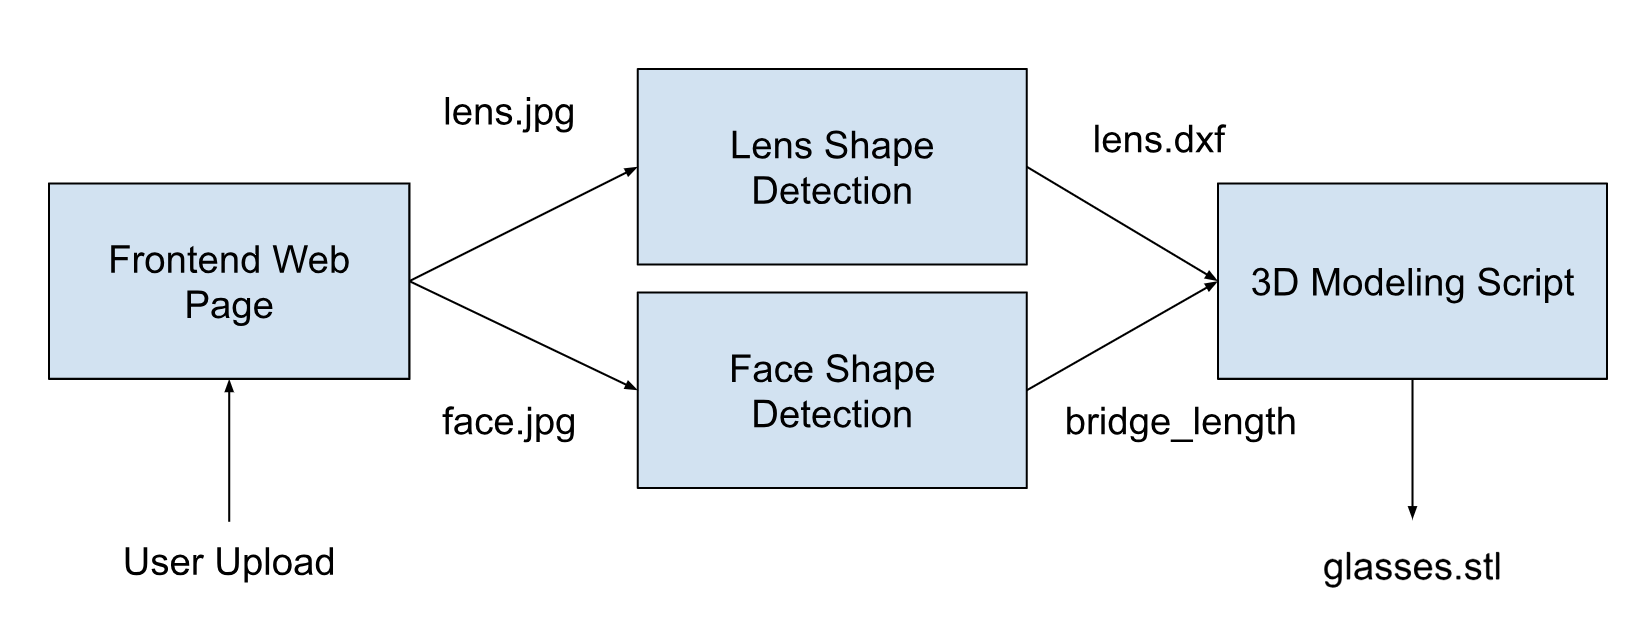 lens.jpg
Lens Shape
Detection
lens.dxf
Frontend Web
Page
3D Modeling Script
Face Shape
Detection
face.jpg
bridge_length
User Upload
glasses.stl